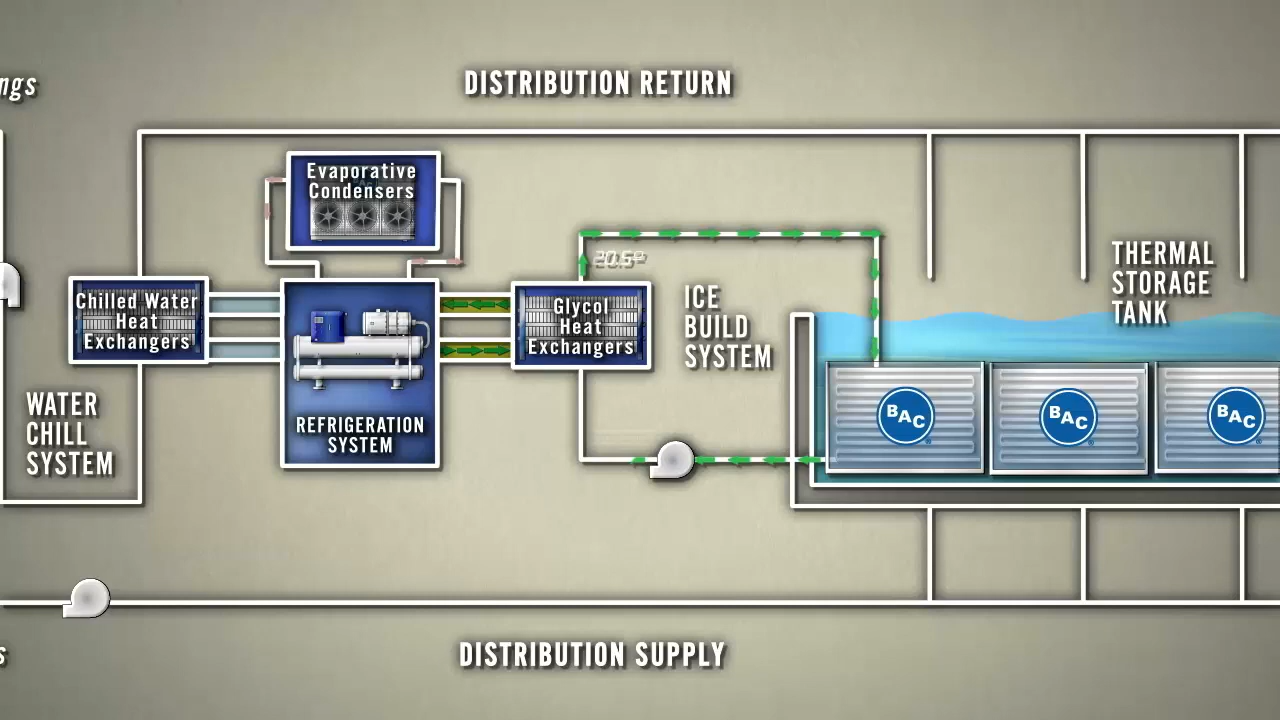 ngs
DISTRIBUTION RETURN
Evaporative
Condensers
20.5°
THERMAL
STORAGE
TANK
Chilled Water
Heat
Exchangers
Glycol
Heat
Exchangers
ICE
BUILD
SYSTEM
WATER
CHILL
SYSTEM
REFRIGERATION
SYSTEM
BAC
BAC
BAC
s
DISTRIBUTION SUPPLY